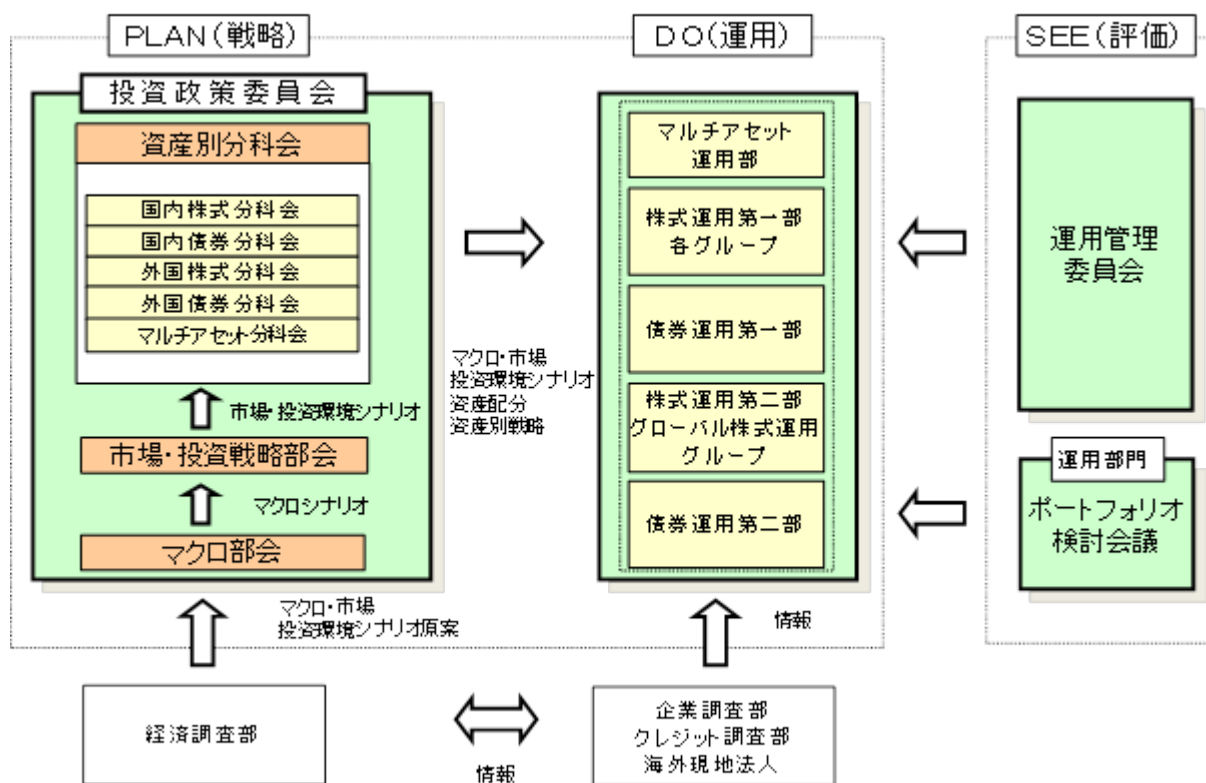 PLAN(戦略)
投資政策委員会
資産別分科会
国内株式分科会
国内債券分科会
外国株式分科会
外国債券分科会
マルチアセット分科会
市場・投資環境シナリオ
市場・投資戦略部会
マクロシナリオ
マクロ部会
マクロ・市場
投資環境シナリオ原案
経済調査部
マクロ・市場
投資環境シナリオ
資産配分
資産別戦略
DO(運用)
マルチアセット
運用部
株式運用第一部
各グループ
債券運用第一部
株式運用第二部
グローバル株式運用
グループ
債券運用第二部
情報
情報
企業調査部
クレジット調査部
海外現地法人
SEE(評価)
運用管理
委員会
運用部門
ポートフォリオ
検討会議